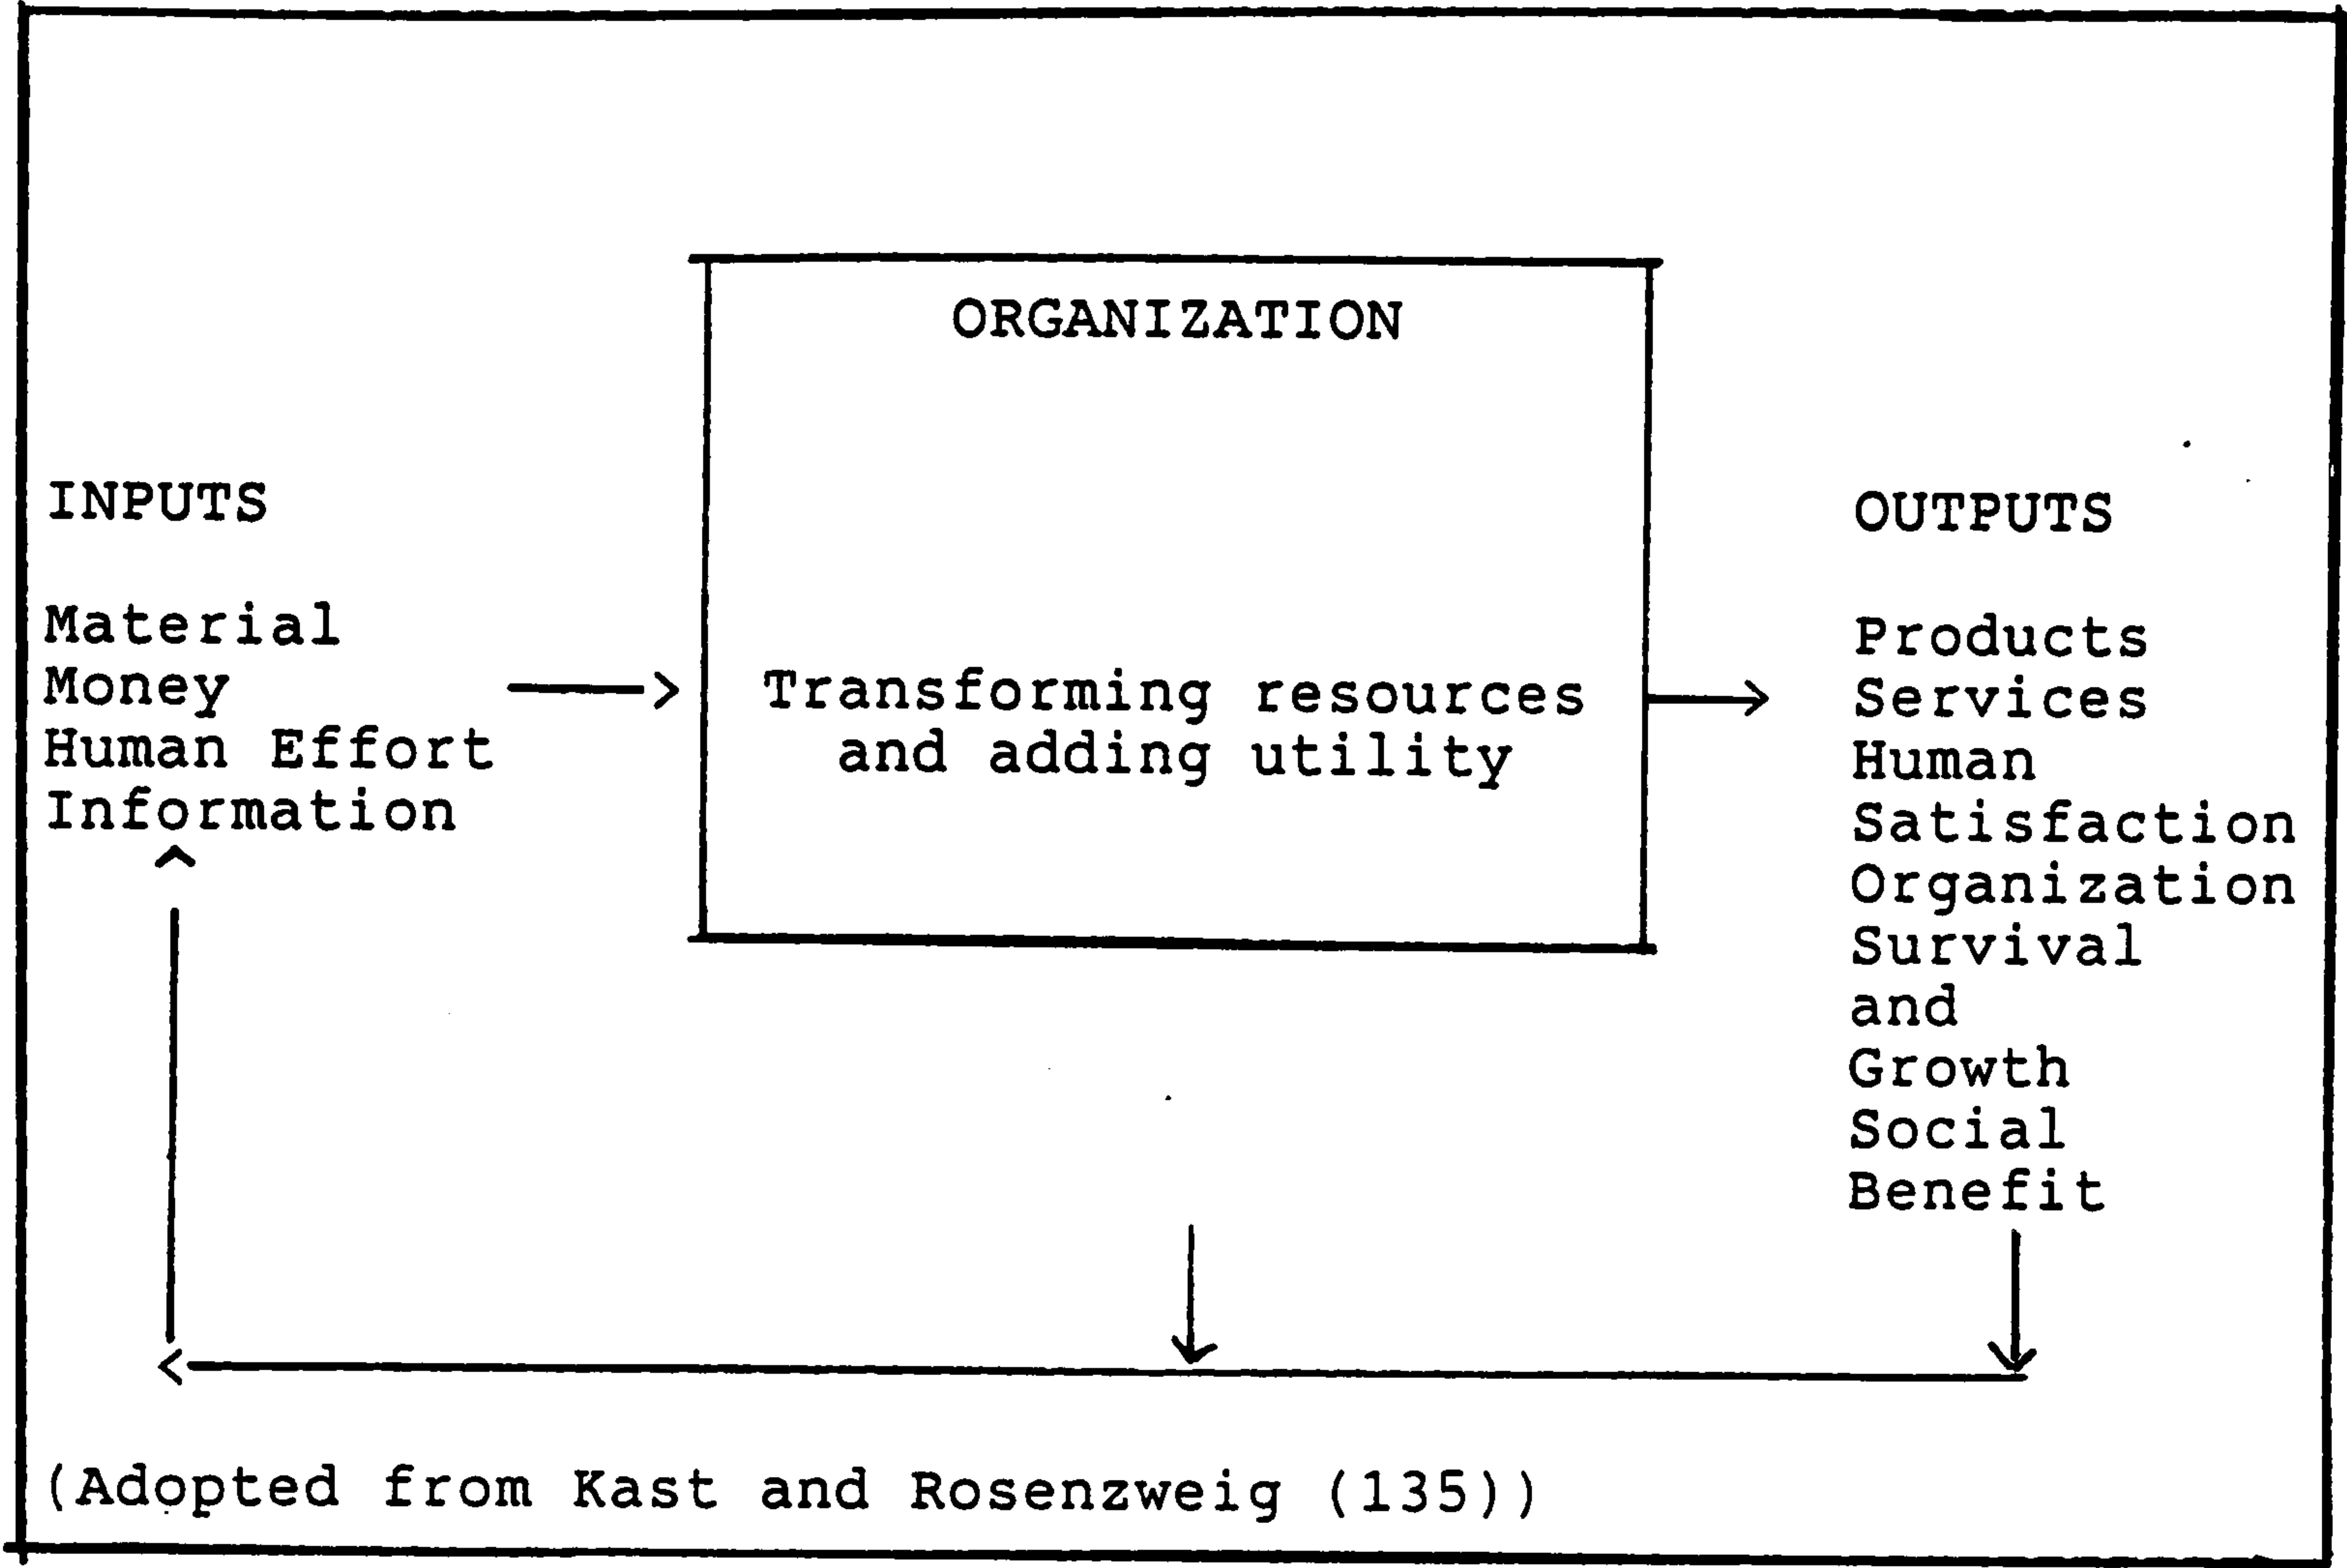 ORGANIZATION
INPUTS
Material
Money
Human Effort
Information
Transforming resources
and adding utility
OUTPUTS
Products
Services
Human
Satisfaction
Organization
Survival
and
Growth
Social
Benefit
(Adopted from Kast and Rosenzweig (135))